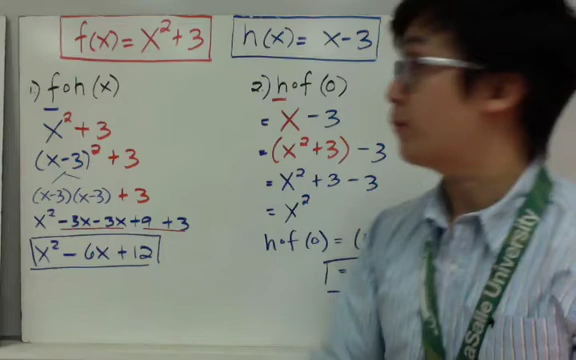 f(x) = x² + 3
h(x) = x - 3
1) f o h (x)
x² + 3
(x-3)² + 3
(x-3)(x-3) + 3
x² - 3x - 3x + 9 + 3
x² - 6x + 12
2) h o f (0)
= x - 3
= (x² + 3) - 3
= x² + 3 - 3
= x²
h o f (0) = (
=
aSalle University